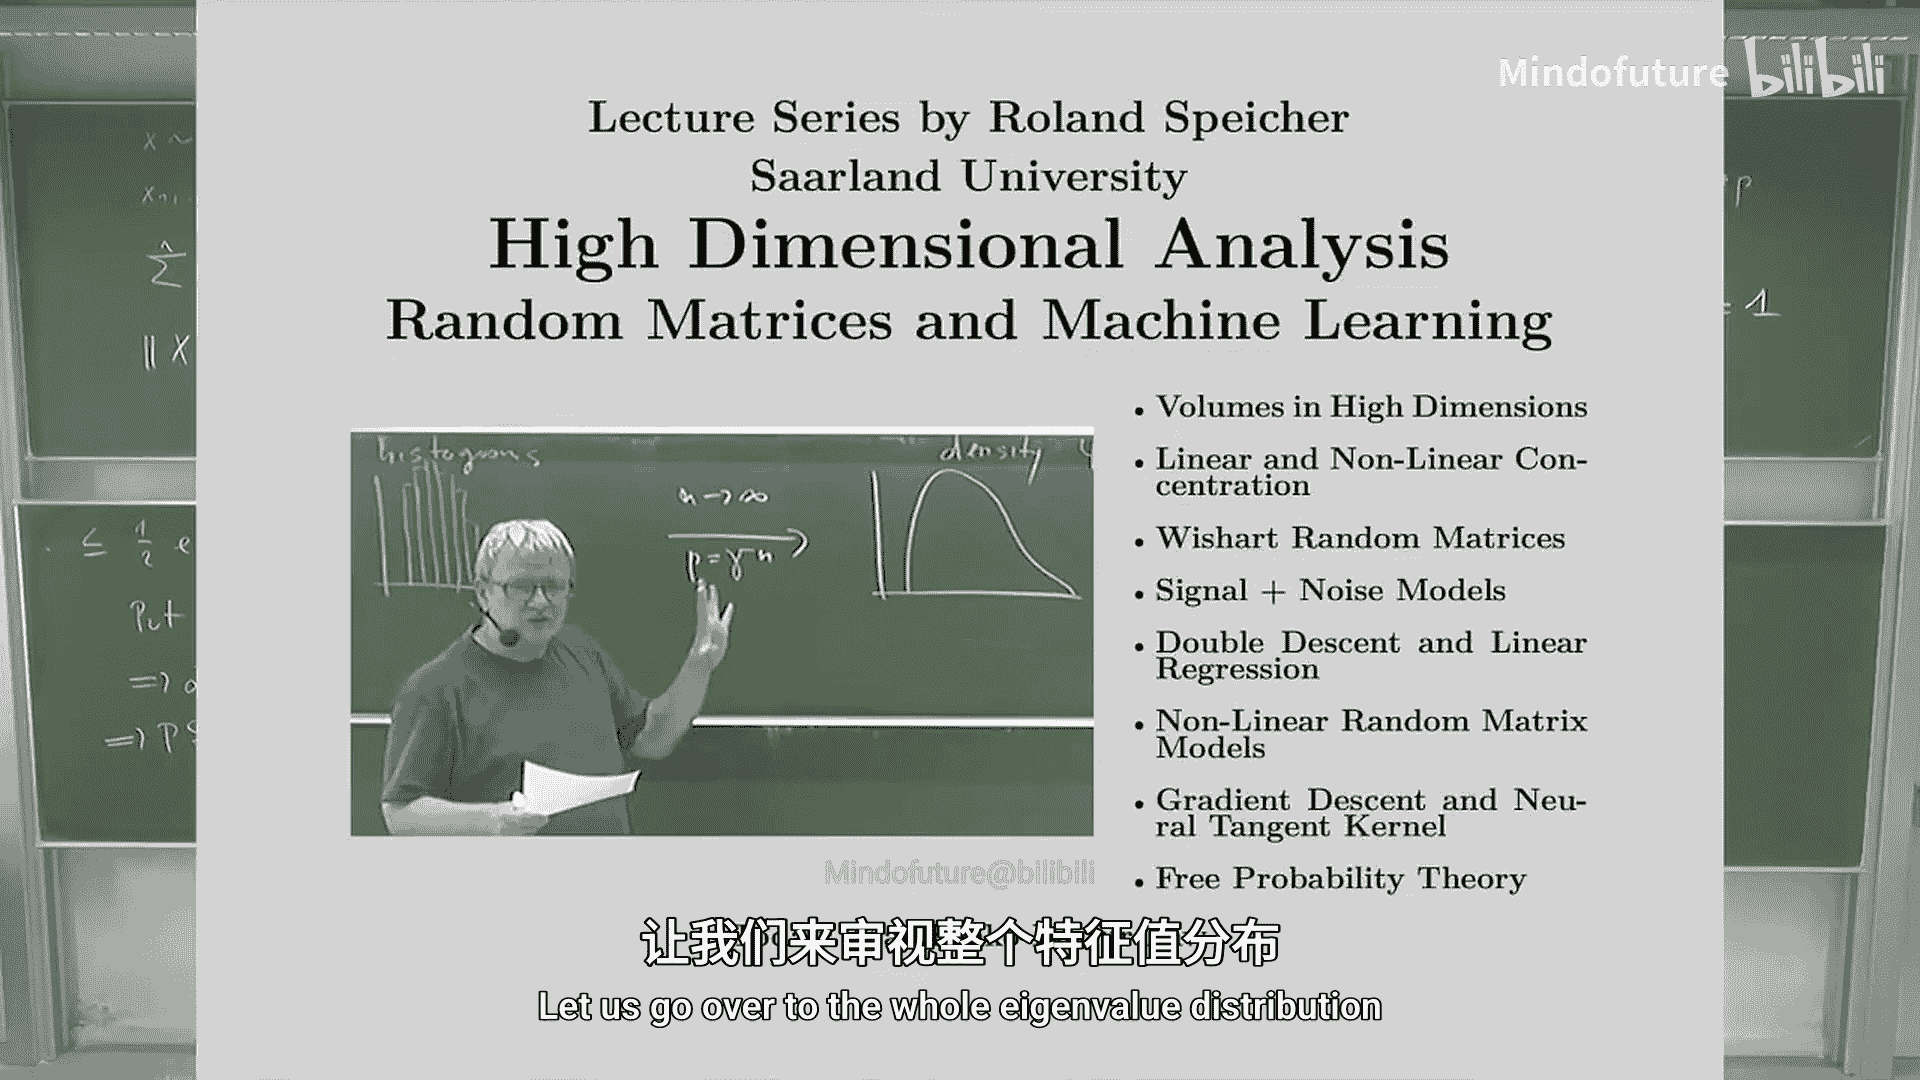 Mindofuture bilibili
Lecture Series by Roland Speicher
Saarland University
High Dimensional Analysis
Random Matrices and Machine Learning
• Volumes in High Dimensions
• Linear and Non-Linear Con-
centration
• Wishart Random Matrices
• Signal + Noise Models
• Double Descent and Linear
Regression
• Non-Linear Random Matrix
Models
• Gradient Descent and Neu-
ral Tangent Kernel
• Free Probability Theory
histograms
density
n → ∞
p = γ n
x ~
Σ̂
|| X
≤ 1/2 e
Put
⇒
⇒ P
p
= 1
Mindofuture@bilibili
让我们来审视整个特征值分布
Let us go over to the whole eigenvalue distribution